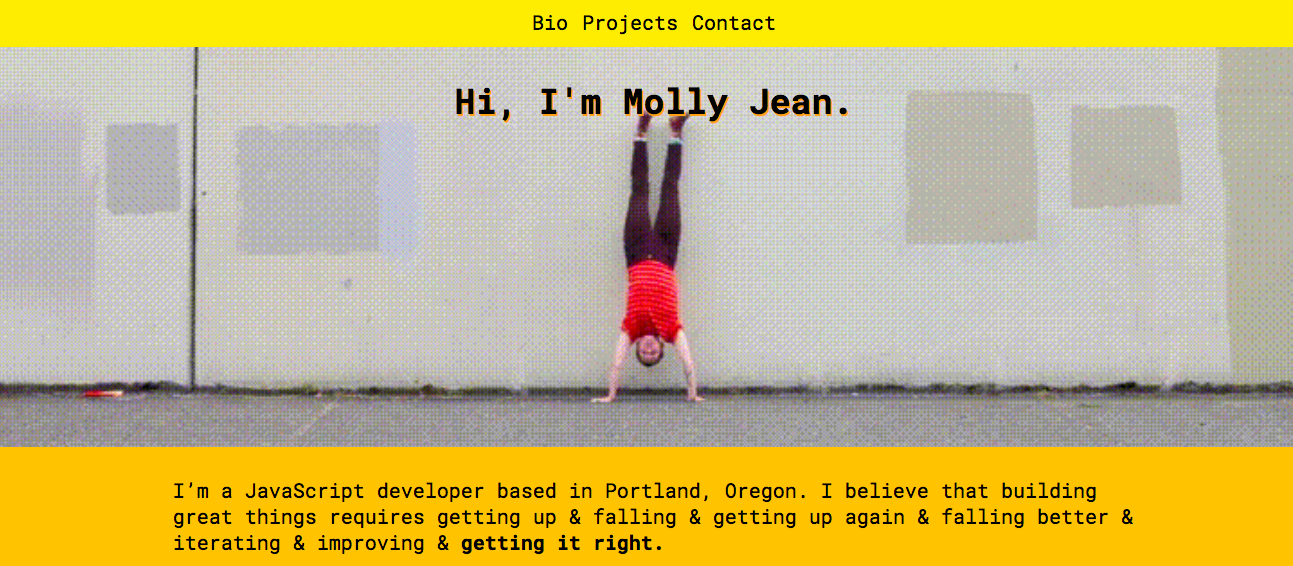 Bio Projects Contact
Hi, I'm Molly Jean.
I’m a JavaScript developer based in Portland, Oregon. I believe that building
great things requires getting up & falling & getting up again & falling better &
iterating & improving & getting it right.